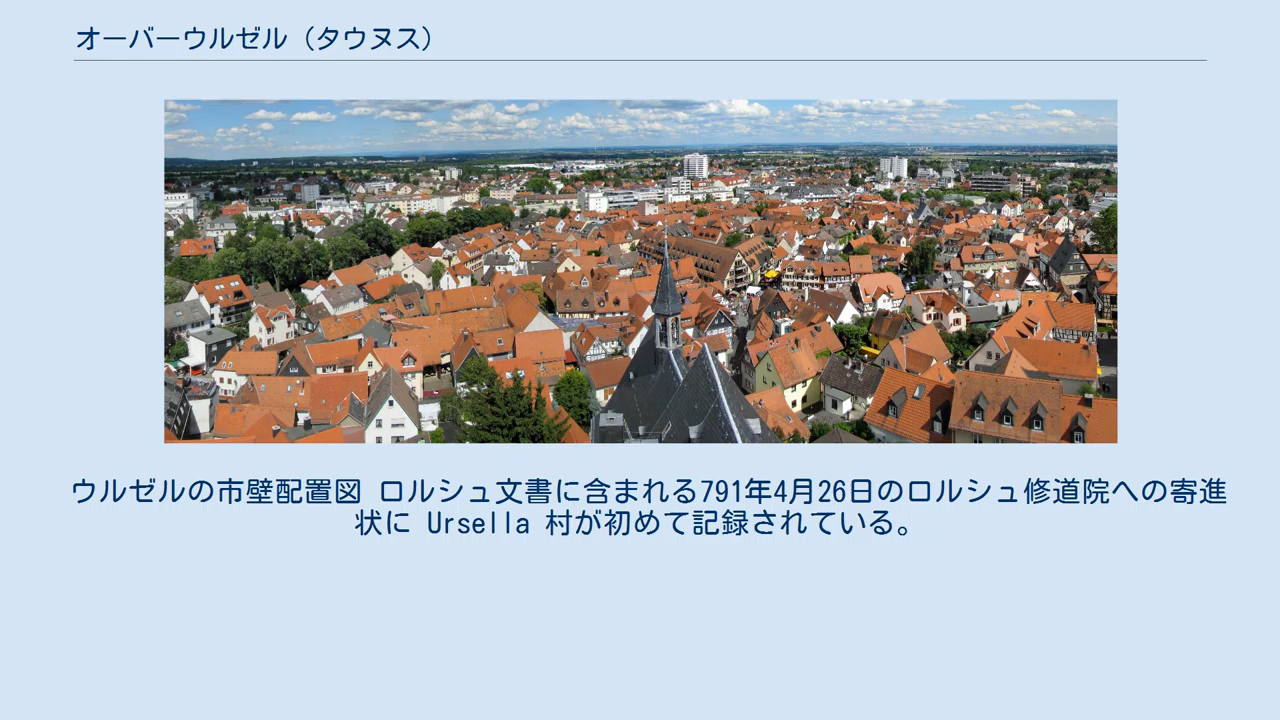 オーバーウルゼル（タウヌス）
ウルゼルの市壁配置図 ロルシュ文書に含まれる791年4月26日のロルシュ修道院への寄進
状に Ursella 村が初めて記録されている。